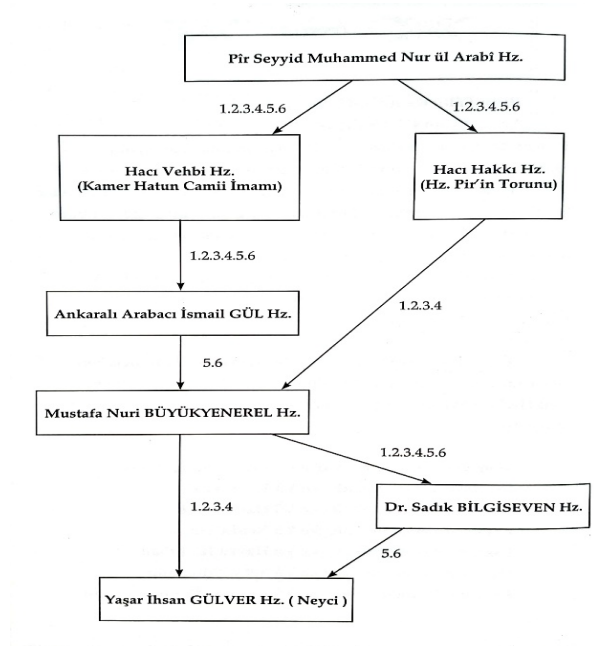 Pîr Seyyid Muhammed Nur ül Arabî Hz.
1.2.3.4.5.6
1.2.3.4.5.6
Hacı Vehbi Hz.
(Kamer Hatun Camii İmamı)
Hacı Hakkı Hz.
(Hz. Pir'in Torunu)
1.2.3.4.5.6
1.2.3.4
Ankaralı Arabacı İsmail GÜL Hz.
5.6
Mustafa Nuri BÜYÜKYENEREL Hz.
1.2.3.4.5.6
1.2.3.4
Dr. Sadık BİLGİSEVEN Hz.
5.6
Yaşar İhsan GÜLVER Hz. ( Neyci )